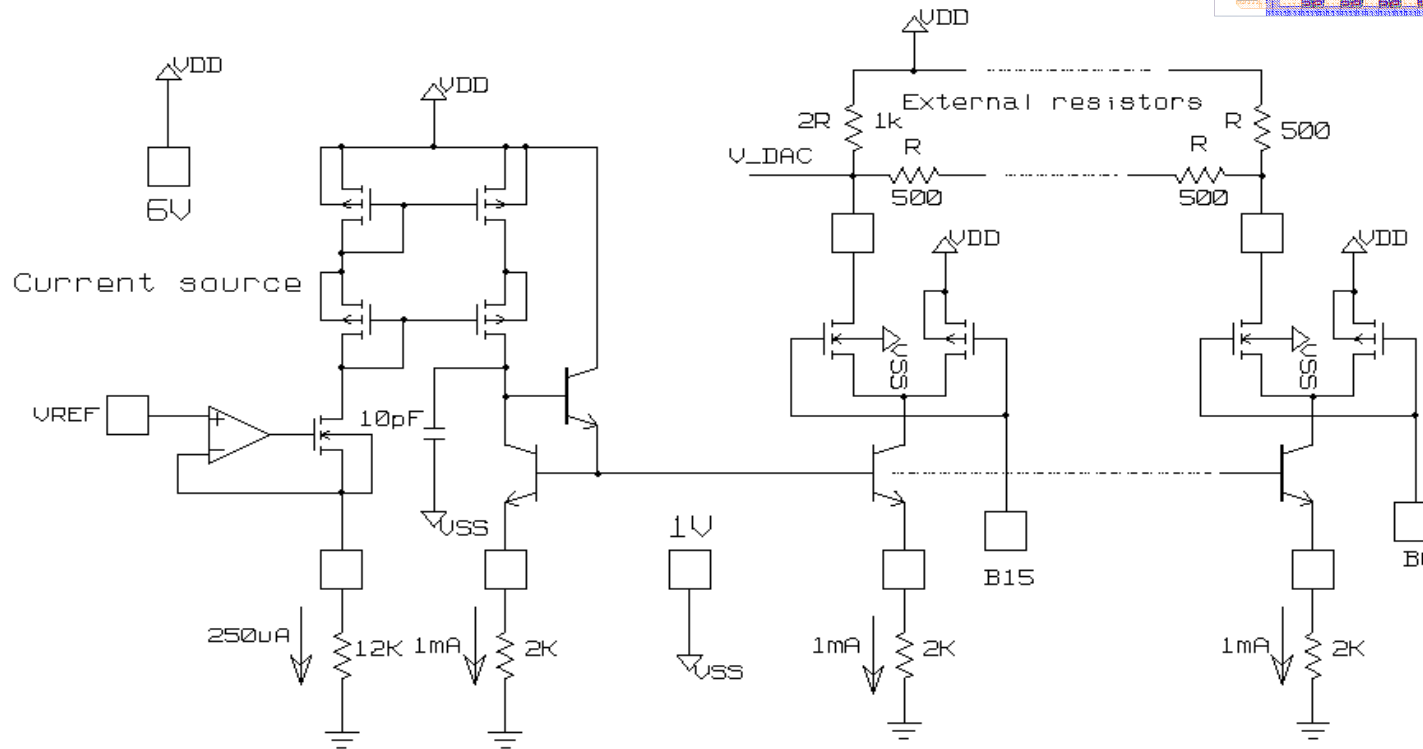 VDD
VDD
VDD
External resistors
2R
1k
R
500
V_DAC
R
R
500
500
6V
VDD
VDD
Current source
VSS
VSS
VREF
+
−
10pF
VSS
1V
B15
250uA
12K
1mA
2K
VSS
1mA
2K
1mA
2K